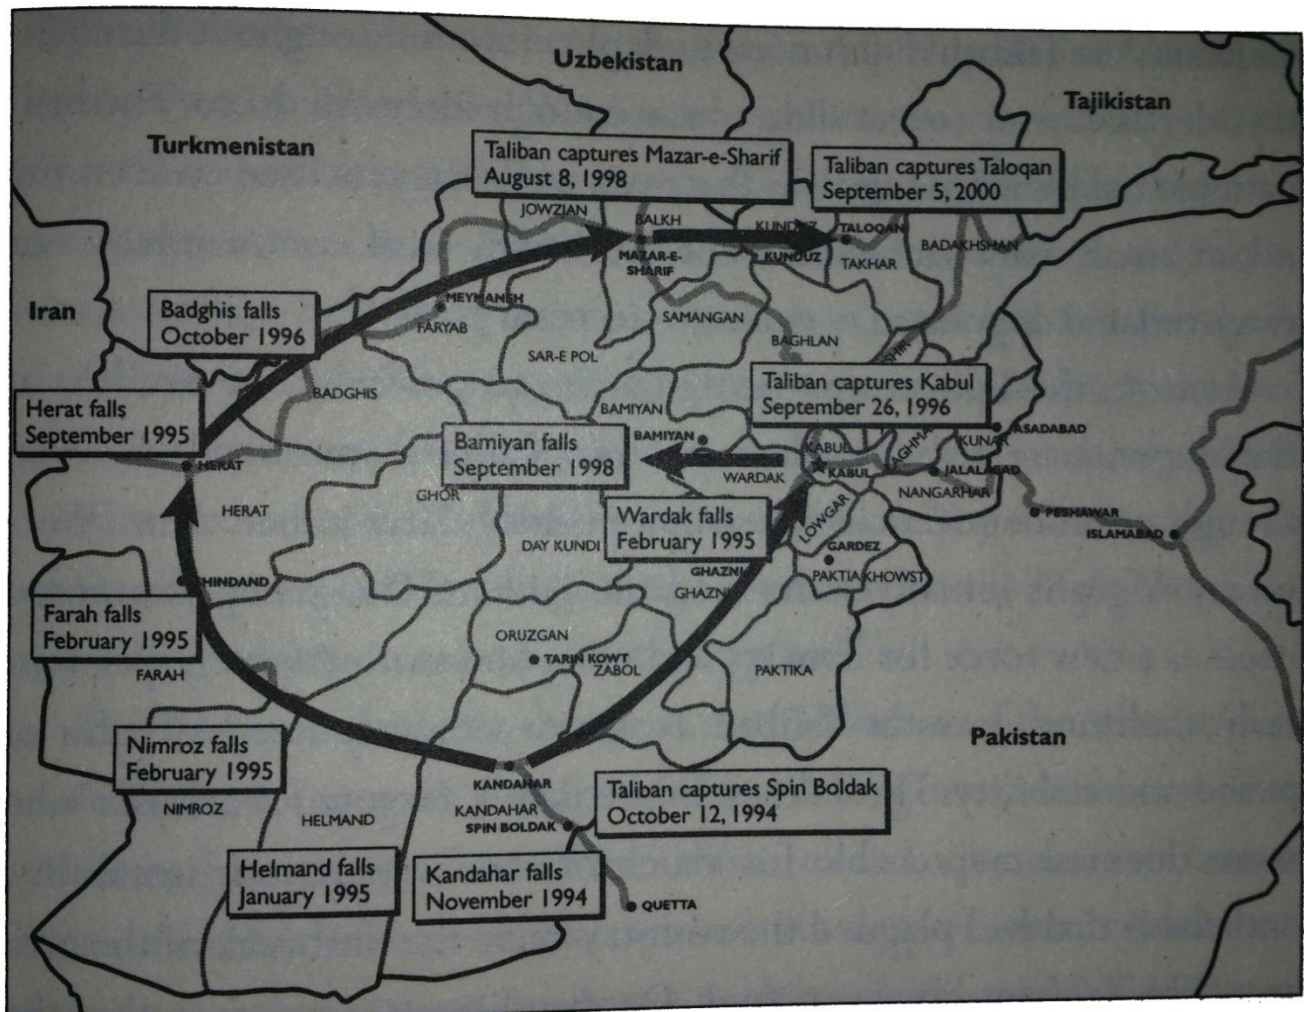 Uzbekistan
Tajikistan
Turkmenistan
Taliban captures Mazar-e-Sharif
August 8, 1998
Taliban captures Taloqan
September 5, 2000
JOWZJAN
BALKH
KUNDUZ
TALOQAN
BADAKHSHAN
MAZAR-E-
SHARIF
KUNDUZ
TAKHAR
Iran
Badghis falls
October 1996
MEYMANEH
FARYAB
SAMANGAN
SAR-E POL
BAGHLAN
BADGHIS
Taliban captures Kabul
September 26, 1996
Herat falls
September 1995
BAMIYAN
BAMIYAN
ASADABAD
KUNAR
Bamiyan falls
September 1998
KABUL
KABUL
LAGHMA
JALALABAD
HERAT
WARDAK
NANGARHAR
GHOR
HERAT
Wardak falls
February 1995
LOWGAR
PESHAWAR
ISLAMABAD
DAY KUNDI
GARDEZ
GHAZNI
SHINDAND
PAKTIA
KHOWST
GHAZNI
Farah falls
February 1995
ORUZGAN
TARIN KOWT
ZABOL
PAKTIKA
FARAH
Pakistan
Nimroz falls
February 1995
KANDAHAR
Taliban captures Spin Boldak
October 12, 1994
NIMROZ
HELMAND
KANDAHAR
SPIN BOLDAK
Helmand falls
January 1995
Kandahar falls
November 1994
QUETTA